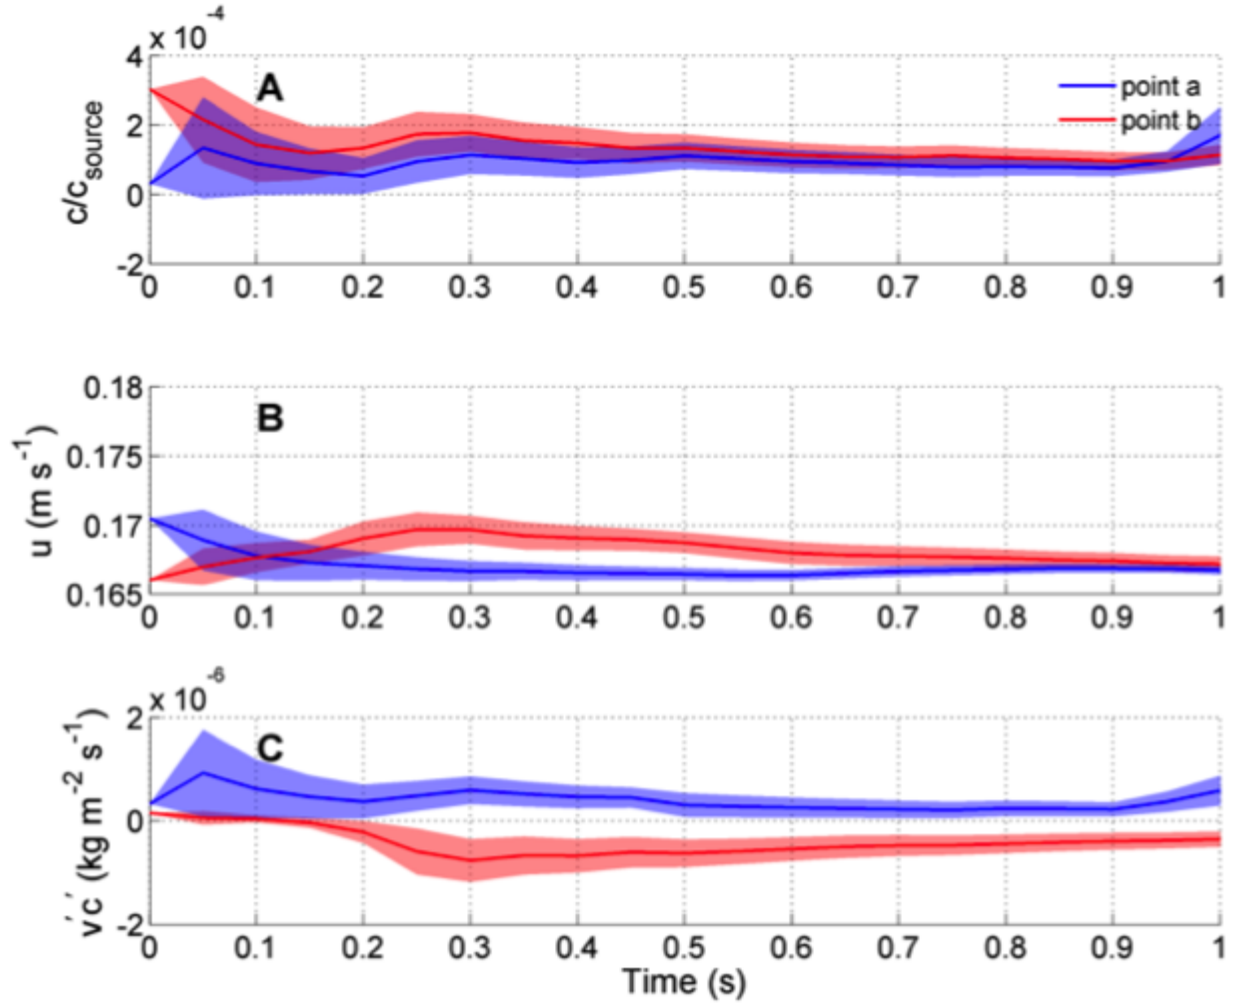 x 10-4
A
4
2
0
-2
c/csource
point a
point b
0 0.1 0.2 0.3 0.4 0.5 0.6 0.7 0.8 0.9 1
B
0.18
0.175
0.17
0.165
u (m s-1)
0 0.1 0.2 0.3 0.4 0.5 0.6 0.7 0.8 0.9 1
x 10-6
C
2
0
-2
v′c′ (kg m-2 s-1)
0 0.1 0.2 0.3 0.4 0.5 0.6 0.7 0.8 0.9 1
Time (s)